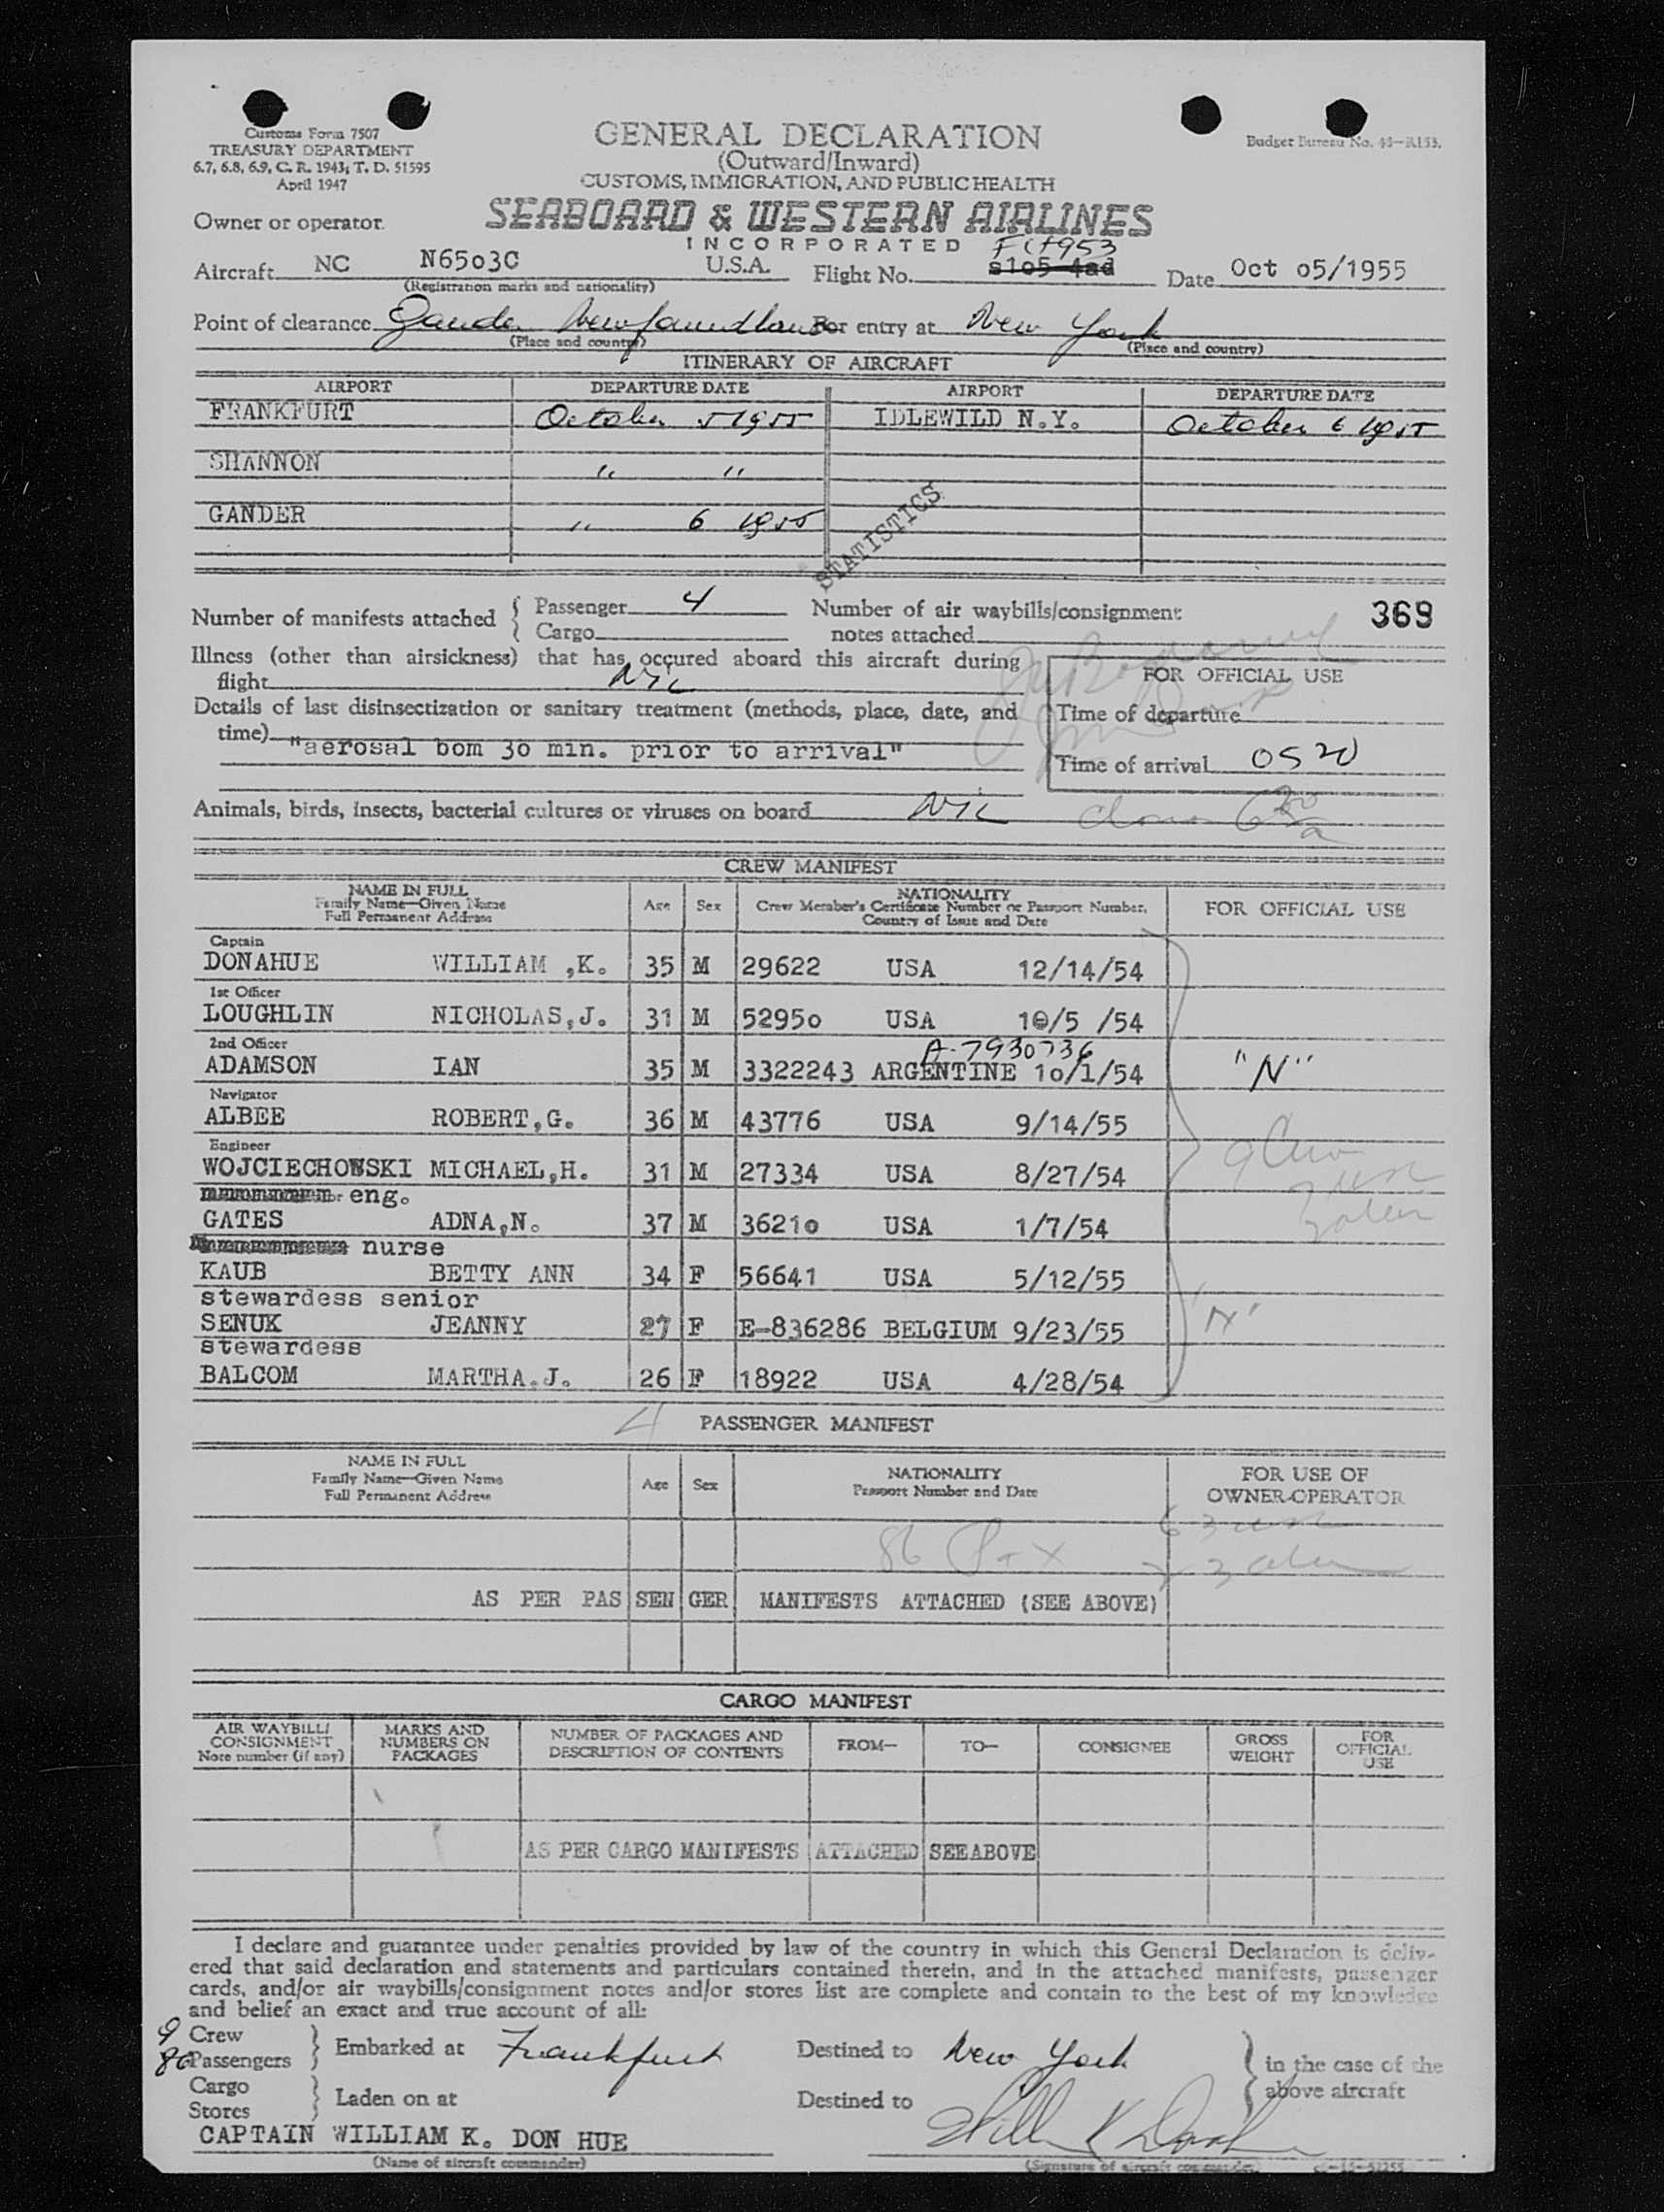 Customs Form 7507
TREASURY DEPARTMENT
6.7, 6.8, 6.9, C. R. 1943; T. D. 51595
April 1947
GENERAL DECLARATION
(Outward/Inward)
CUSTOMS, IMMIGRATION, AND PUBLIC HEALTH
Budget Bureau No. 43-R153.
Owner or operator
SEABOARD & WESTERN AIRLINES
INCORPORATED
Aircraft NC N6503C U.S.A. Flight No. Flt953 s1o5 4ad Date Oct o5/1955
(Registration marks and nationality)
Point of clearance Gander Newfoundland For entry at New York
(Place and country) (Place and country)
ITINERARY OF AIRCRAFT
AIRPORT DEPARTURE DATE AIRPORT DEPARTURE DATE
FRANKFURT October 5 1955 IDLEWILD N.Y. October 6 1955
SHANNON " "
GANDER " 6 1955
STATISTICS
Number of manifests attached { Passenger 4 Number of air waybills/consignment 369
Cargo notes attached
Illness (other than airsickness) that has occured aboard this aircraft during
flight Nil
FOR OFFICIAL USE
Details of last disinsectization or sanitary treatment (methods, place, date, and
time) "aerosal bom 3o min. prior to arrival"
Time of departure
Time of arrival 0520
Animals, birds, insects, bacterial cultures or viruses on board Nil
CREW MANIFEST
NAME IN FULL
Family Name—Given Name
Full Permanent Address
Age Sex
NATIONALITY
Crew Member's Certificate Number or Passport Number,
Country of Issue and Date
FOR OFFICIAL USE
Captain
DONAHUE WILLIAM ,K. 35 M 29622 USA 12/14/54
1st Officer
LOUGHLIN NICHOLAS,J. 31 M 5295o USA 10/5 /54
2nd Officer A-7930736
ADAMSON IAN 35 M 3322243 ARGENTINE 1o/1/54 "N"
Navigator
ALBEE ROBERT,G. 36 M 43776 USA 9/14/55
Engineer
WOJCIECHOWSKI MICHAEL,H. 31 M 27334 USA 8/27/54
9 Crew
eng.
GATES ADNA,N. 37 M 3621o USA 1/7/54
nurse
KAUB BETTY ANN 34 F 56641 USA 5/12/55
stewardess senior
SENUK JEANNY 27 F E-836286 BELGIUM 9/23/55 "N"
stewardess
BALCOM MARTHA.J. 26 F 18922 USA 4/28/54
4 PASSENGER MANIFEST
NAME IN FULL
Family Name—Given Name
Full Permanent Address
Age Sex
NATIONALITY
Passport Number and Date
FOR USE OF
OWNER-OPERATOR
86 Pax
AS PER PAS SEN GER MANIFESTS ATTACHED (SEE ABOVE)
CARGO MANIFEST
AIR WAYBILL/
CONSIGNMENT
Note number (if any)
MARKS AND
NUMBERS ON
PACKAGES
NUMBER OF PACKAGES AND
DESCRIPTION OF CONTENTS
FROM— TO— CONSIGNEE
GROSS
WEIGHT
FOR
OFFICIAL
USE
AS PER CARGO MANIFESTS ATTACHED SEE ABOVE
I declare and guarantee under penalties provided by law of the country in which this General Declaration is deliv-
ered that said declaration and statements and particulars contained therein, and in the attached manifests, passenger
cards, and/or air waybills/consignment notes and/or stores list are complete and contain to the best of my knowledge
and belief an exact and true account of all:
9 Crew
86 Passengers } Embarked at Frankfurt Destined to New York } in the case of the
above aircraft
Cargo
Stores } Laden on at Destined to
CAPTAIN WILLIAM K. DON HUE
(Name of aircraft commander) (Signature of aircraft commander)